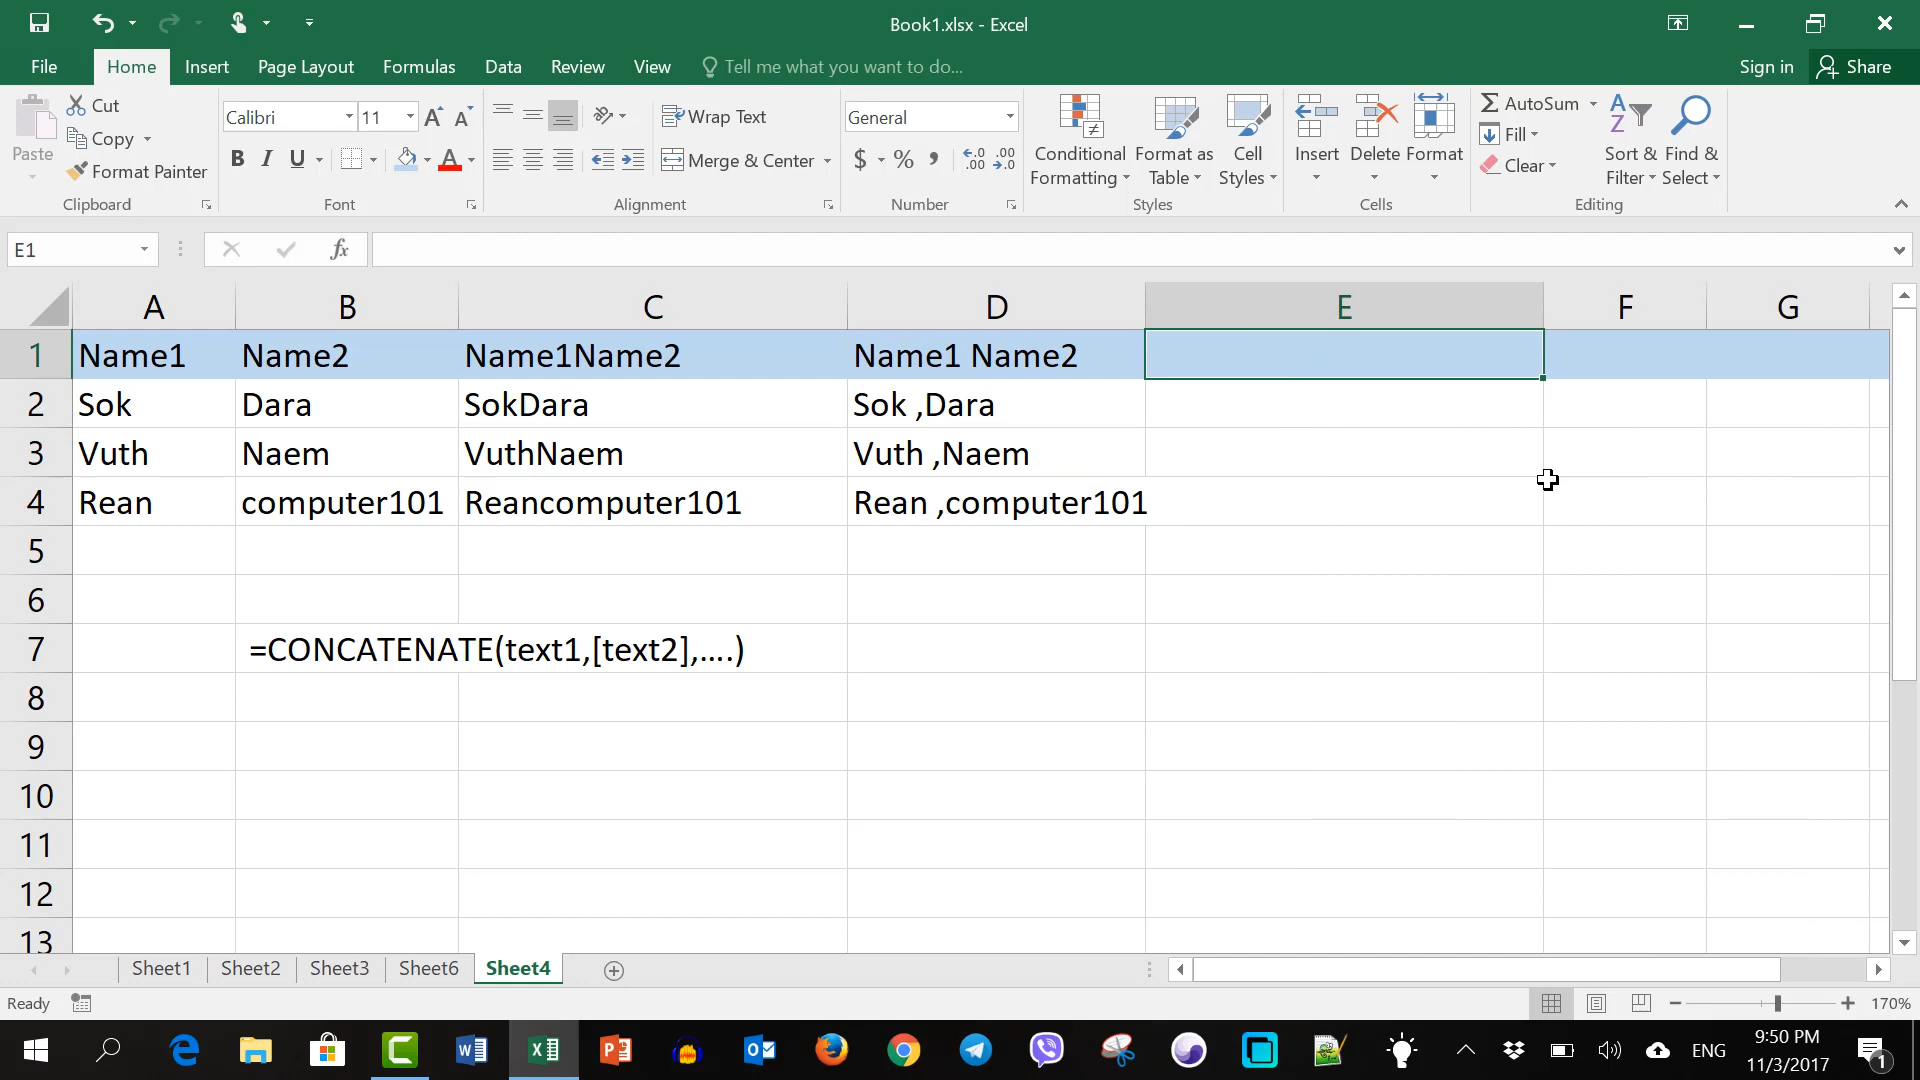 Book1.xlsx - Excel
File Home Insert Page Layout Formulas Data Review View Tell me what you want to do... Sign in Share
Paste
Cut
Copy
Format Painter
Clipboard
Calibri 11
B I U A
Font
Wrap Text
Merge & Center
Alignment
General
$ % , .00 .00
Number
Conditional Formatting
Format as Table
Cell Styles
Styles
Insert Delete Format
Cells
AutoSum
Fill
Clear
Sort & Filter
Find & Select
Editing
E1 fx
A B C D E F G
1 Name1 Name2 Name1Name2 Name1 Name2
2 Sok Dara SokDara Sok ,Dara
3 Vuth Naem VuthNaem Vuth ,Naem
4 Rean computer101 Reancomputer101 Rean ,computer101
5
6
7 =CONCATENATE(text1,[text2],....)
8
9
10
11
12
13
Sheet1 Sheet2 Sheet3 Sheet6 Sheet4
Ready 170%
ENG 9:50 PM
11/3/2017 1